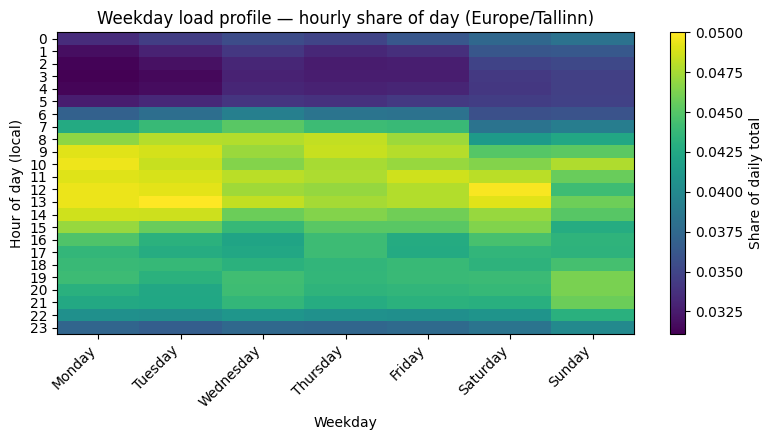 Weekday load profile — hourly share of day (Europe/Tallinn)
Hour of day (local)
0
1
2
3
4
5
6
7
8
9
10
11
12
13
14
15
16
17
18
19
20
21
22
23
Monday
Tuesday
Wednesday
Thursday
Friday
Saturday
Sunday
Weekday
0.0500
0.0475
0.0450
0.0425
0.0400
0.0375
0.0350
0.0325
Share of daily total